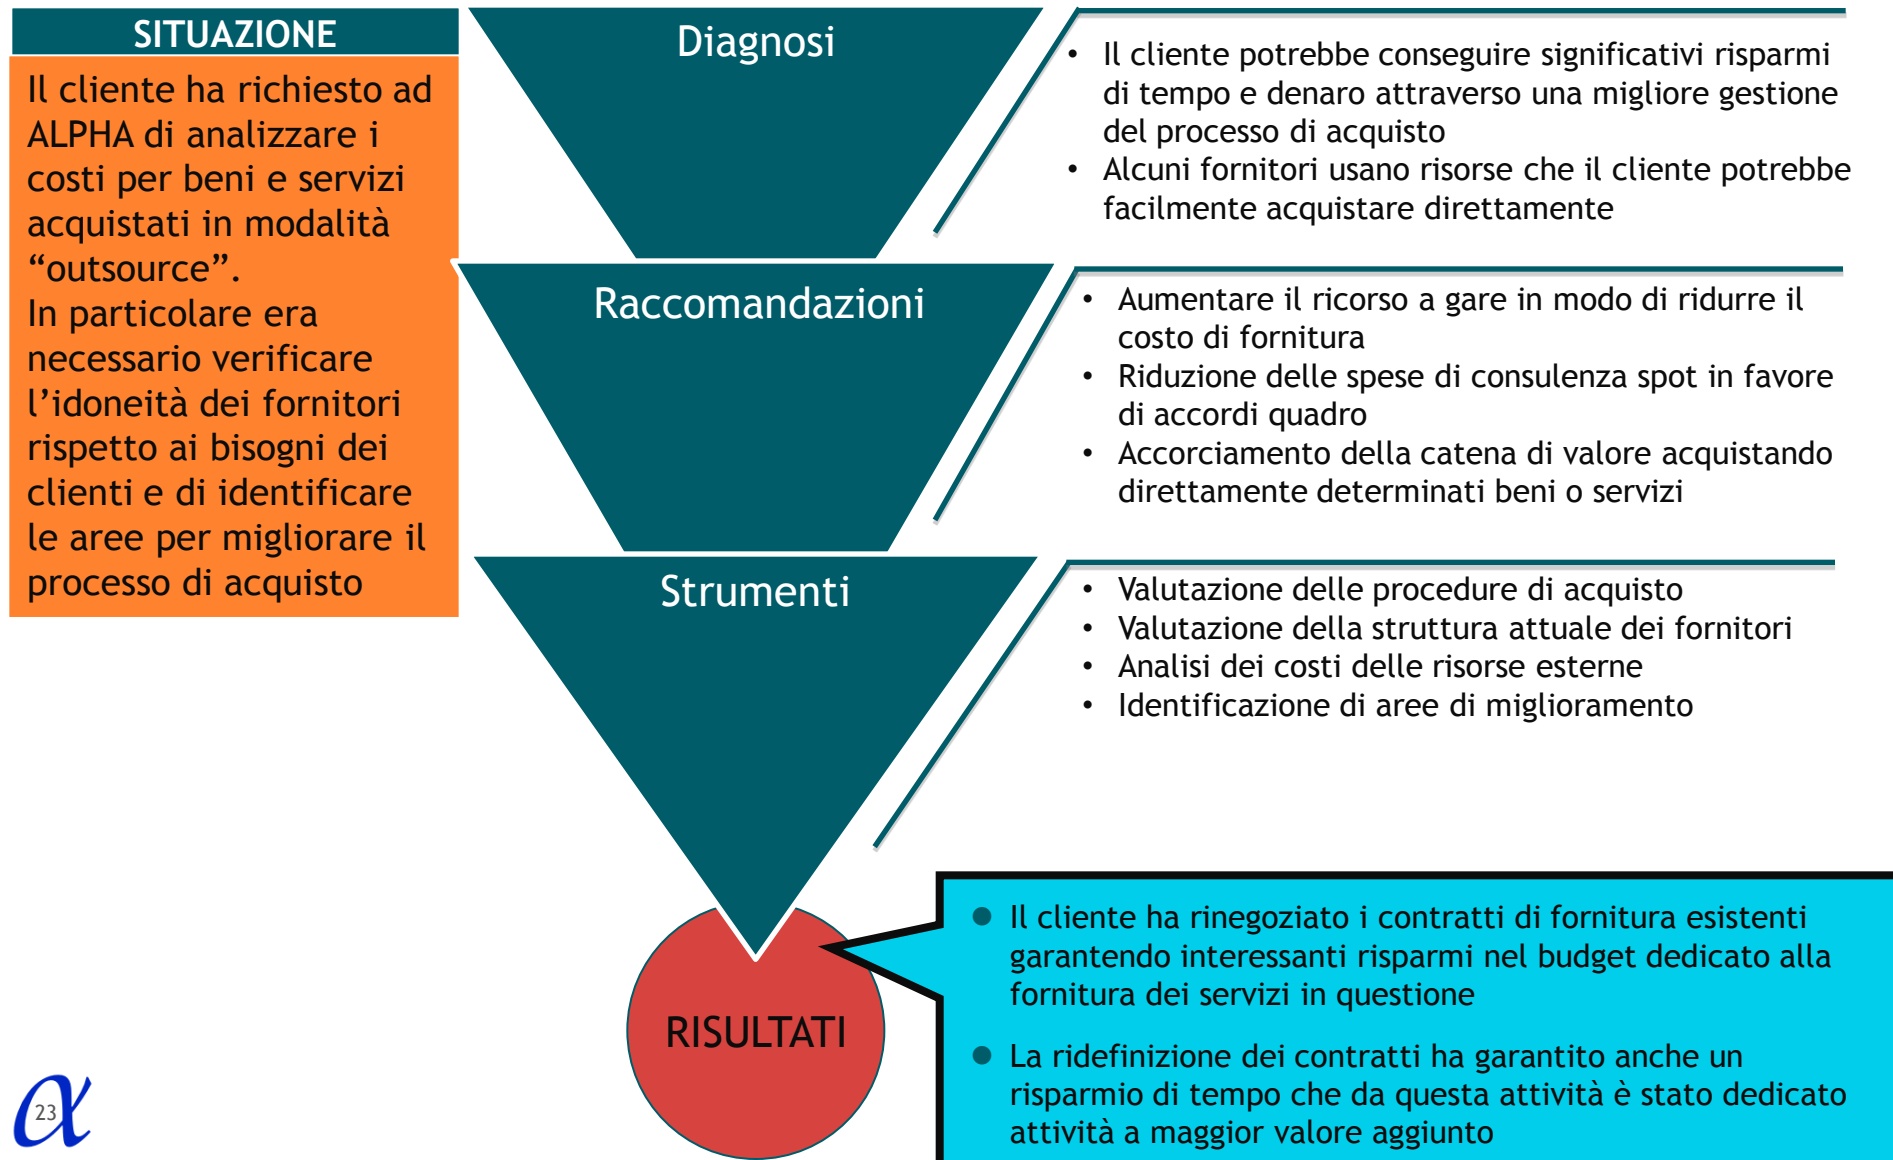 SITUAZIONE
Il cliente ha richiesto ad
ALPHA di analizzare i
costi per beni e servizi
acquistati in modalità
“outsource”.
In particolare era
necessario verificare
l’idoneità dei fornitori
rispetto ai bisogni dei
clienti e di identificare
le aree per migliorare il
processo di acquisto
Diagnosi
• Il cliente potrebbe conseguire significativi risparmi
di tempo e denaro attraverso una migliore gestione
del processo di acquisto
• Alcuni fornitori usano risorse che il cliente potrebbe
facilmente acquistare direttamente
Raccomandazioni
• Aumentare il ricorso a gare in modo di ridurre il
costo di fornitura
• Riduzione delle spese di consulenza spot in favore
di accordi quadro
• Accorciamento della catena di valore acquistando
direttamente determinati beni o servizi
Strumenti
• Valutazione delle procedure di acquisto
• Valutazione della struttura attuale dei fornitori
• Analisi dei costi delle risorse esterne
• Identificazione di aree di miglioramento
RISULTATI
● Il cliente ha rinegoziato i contratti di fornitura esistenti
garantendo interessanti risparmi nel budget dedicato alla
fornitura dei servizi in questione
● La ridefinizione dei contratti ha garantito anche un
risparmio di tempo che da questa attività è stato dedicato
attività a maggior valore aggiunto
α
23